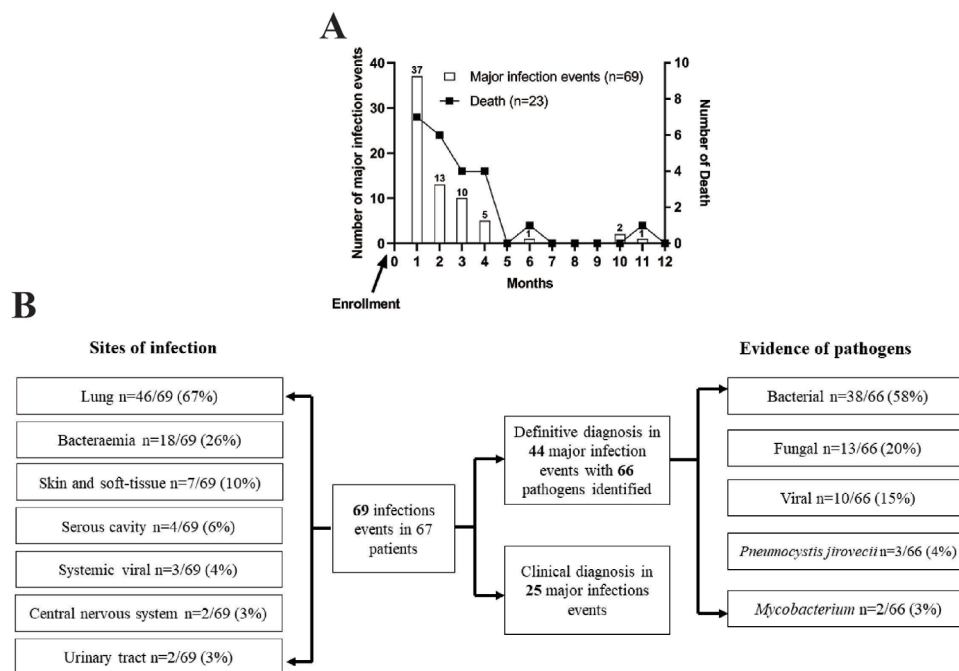 A
Number of major infection events
40
30
20
10
0
37
13
10
5
1
2
1
Major infection events (n=69)
Death (n=23)
10
8
6
4
2
0
Number of Death
0 1 2 3 4 5 6 7 8 9 10 11 12
Months
Enrollment
B
Sites of infection
Lung n=46/69 (67%)
Bacteraemia n=18/69 (26%)
Skin and soft-tissue n=7/69 (10%)
Serous cavity n=4/69 (6%)
Systemic viral n=3/69 (4%)
Central nervous system n=2/69 (3%)
Urinary tract n=2/69 (3%)
69 infections
events in 67
patients
Definitive diagnosis in
44 major infection
events with 66
pathogens identified
Clinical diagnosis in
25 major infections
events
Evidence of pathogens
Bacterial n=38/66 (58%)
Fungal n=13/66 (20%)
Viral n=10/66 (15%)
Pneumocystis jirovecii n=3/66 (4%)
Mycobacterium n=2/66 (3%)